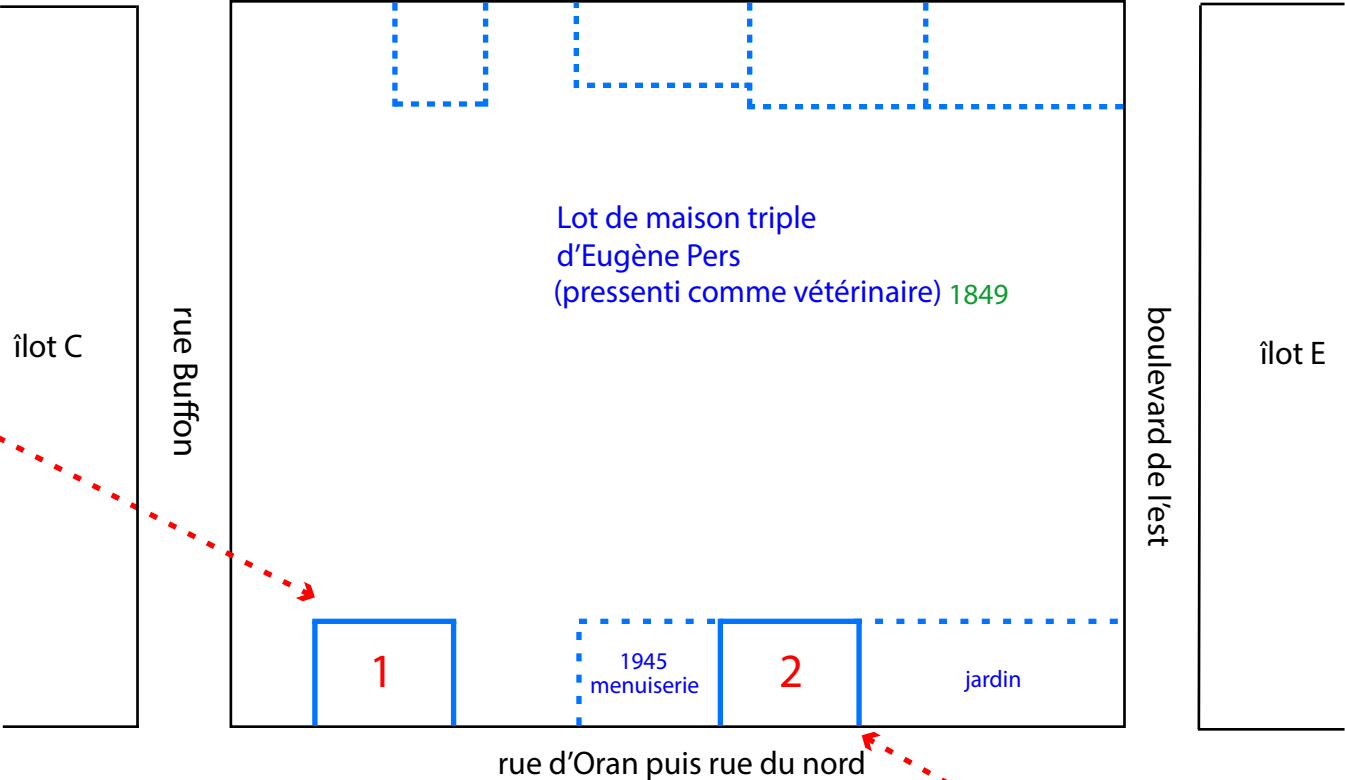 Lot de maison triple
d'Eugène Pers
(pressenti comme vétérinaire) 1849
îlot C
rue Buffon
boulevard de l'est
îlot E
1
1945
menuiserie
2
jardin
rue d'Oran puis rue du nord